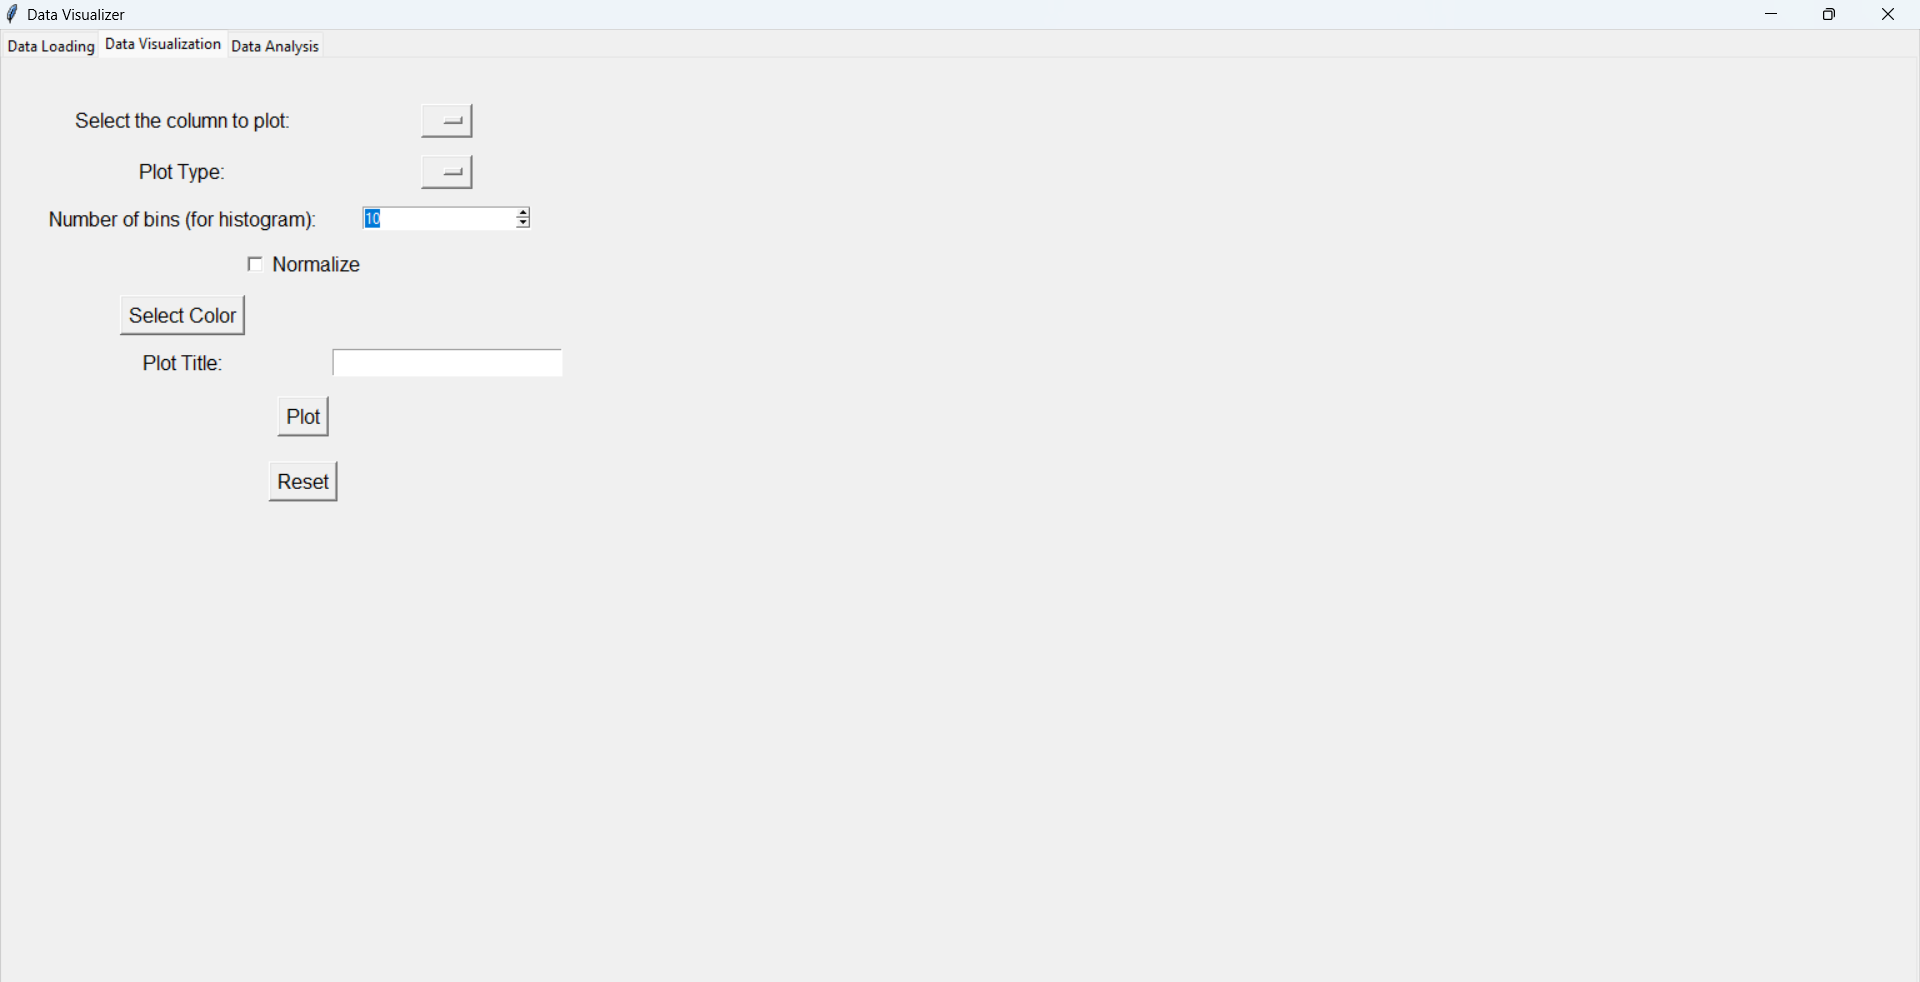 Data Visualizer
Data Loading Data Visualization Data Analysis
Select the column to plot:
Plot Type:
Number of bins (for histogram): 10
Normalize
Select Color
Plot Title:
Plot
Reset